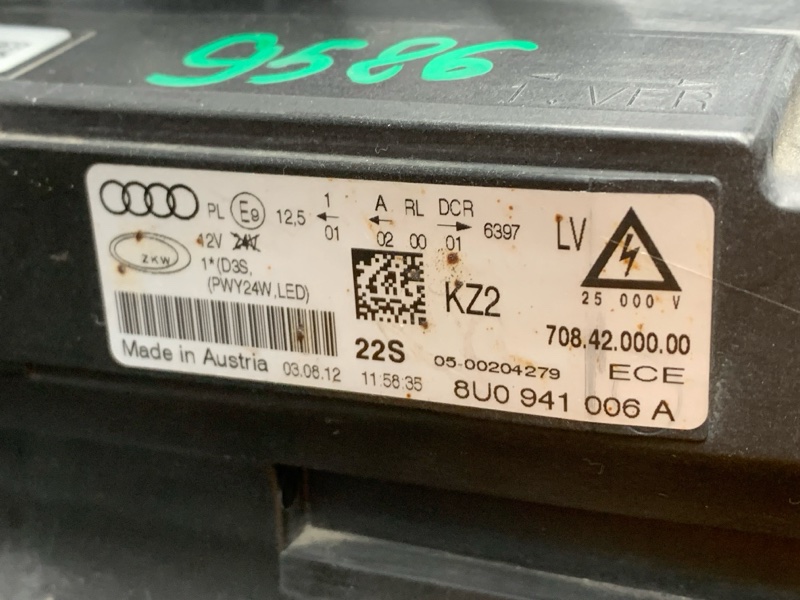 9586
1.VFR
PL E9 12,5 1 A RL DCR 6397 LV
01 02 00 01
12V 24V
ZKW
1*(D3S,
(PWY24W,LED)
KZ2
25 000 V
708.42.000.00
Made in Austria 03.08.12 11:58:35 22S 05-00204279 ECE
8U0 941 006 A